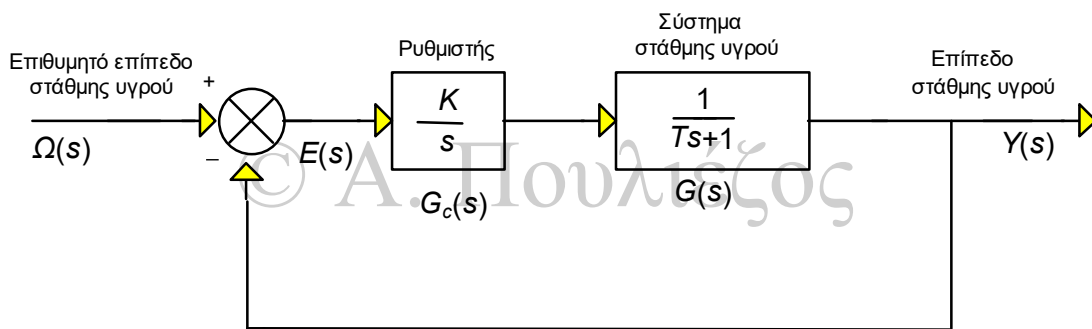 Επιθυμητό επίπεδο
στάθμης υγρού
Ω(s)
+
−
E(s)
Ρυθμιστής
K
s
Gc(s)
Σύστημα
στάθμης υγρού
1
Ts+1
G(s)
Επίπεδο
στάθμης υγρού
Y(s)
© Α. Πουλιέζος